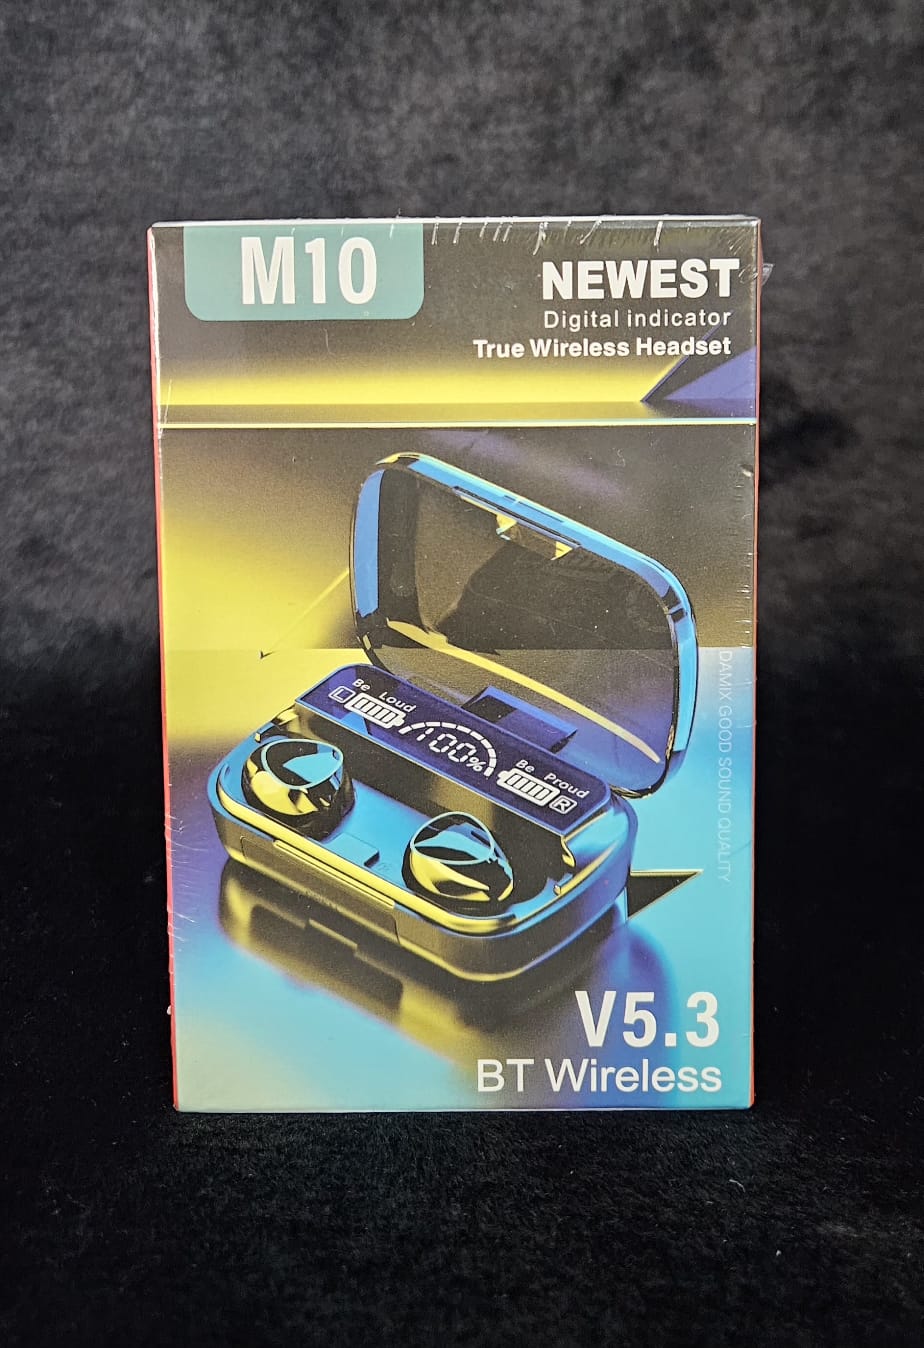 M10
NEWEST
Digital indicator
True Wireless Headset
Be Loud
L
100%
Be Proud
R
DAMIX GOOD SOUND QUALITY
V5.3
BT Wireless